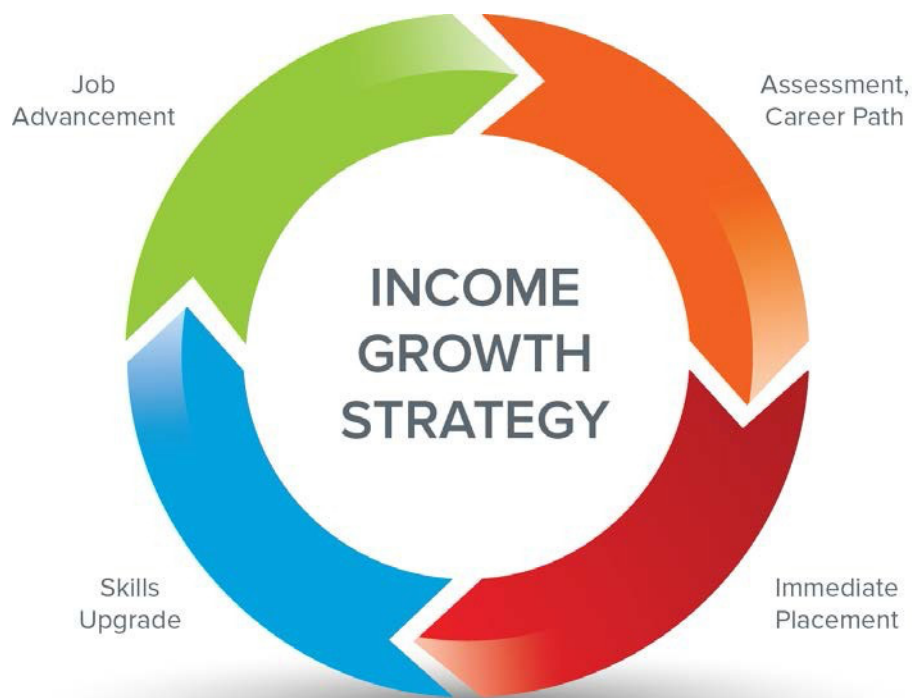 Job
Advancement
Assessment,
Career Path
INCOME
GROWTH
STRATEGY
Skills
Upgrade
Immediate
Placement